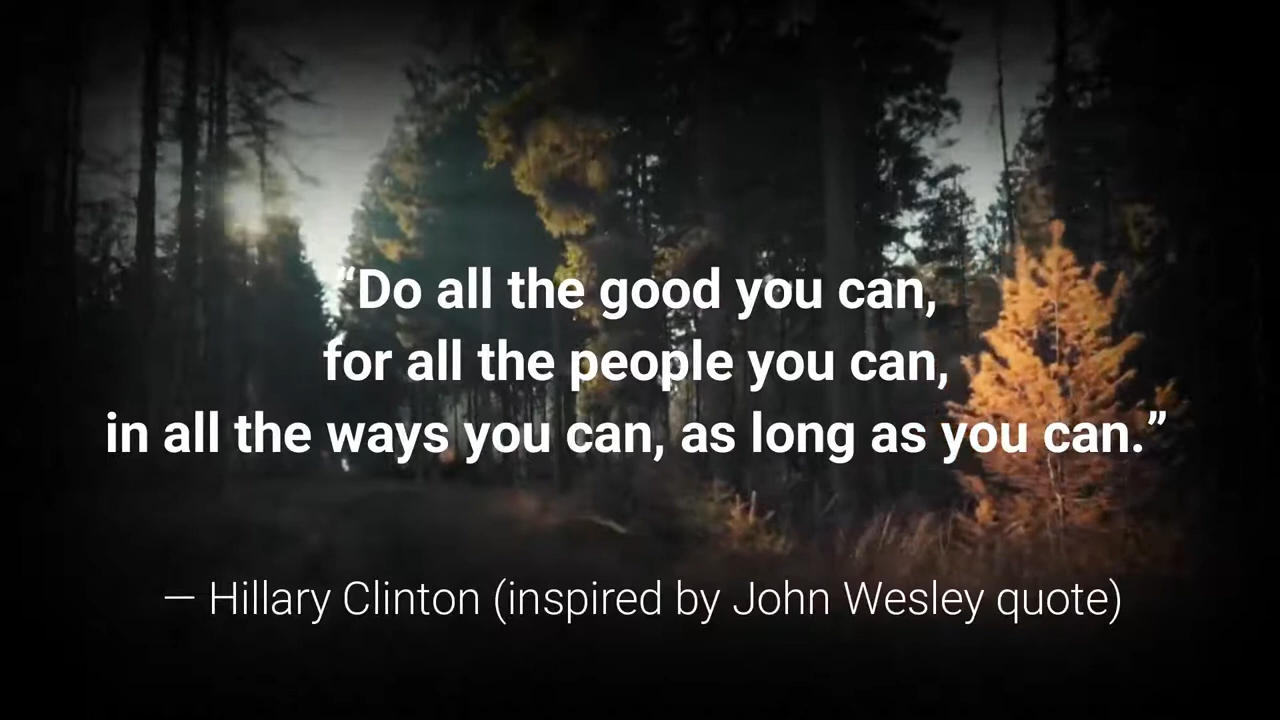 “Do all the good you can,
for all the people you can,
in all the ways you can, as long as you can.”
— Hillary Clinton (inspired by John Wesley quote)